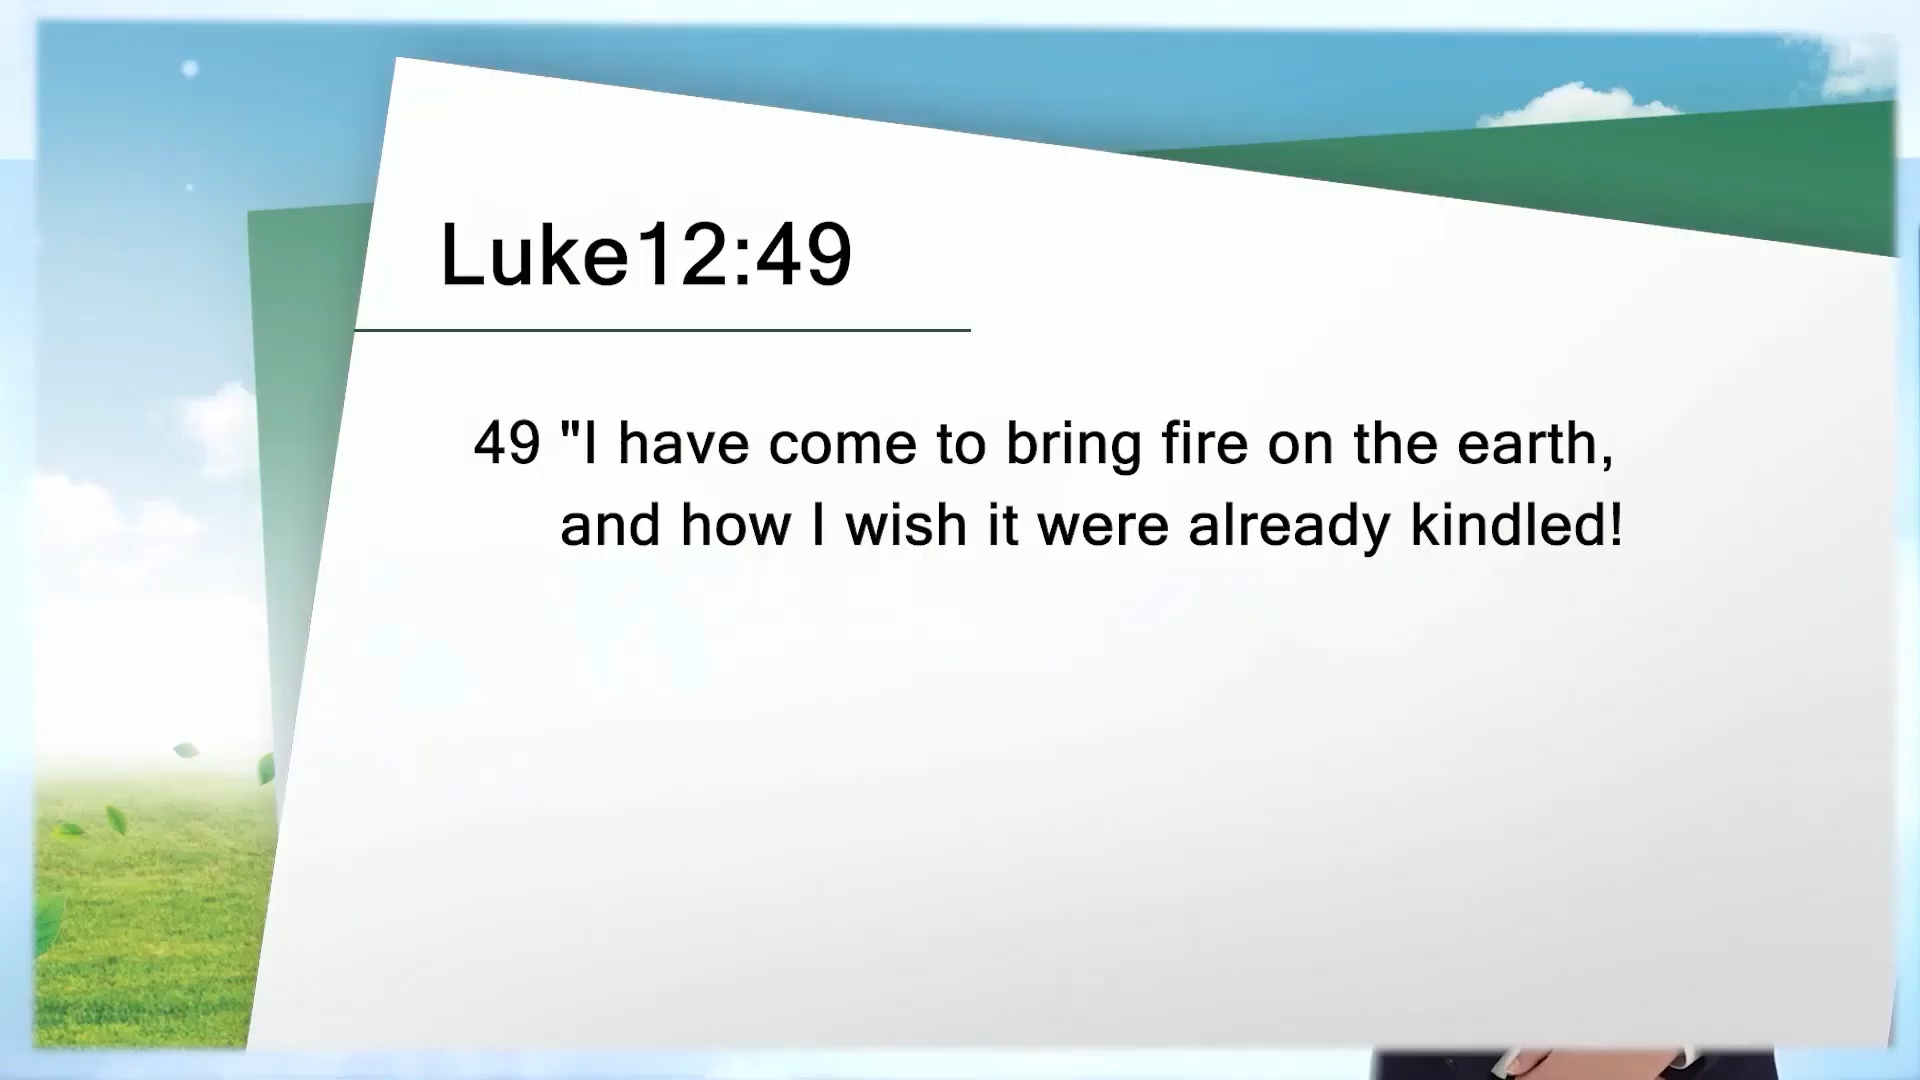 Luke12:49
49 "I have come to bring fire on the earth,
and how I wish it were already kindled!